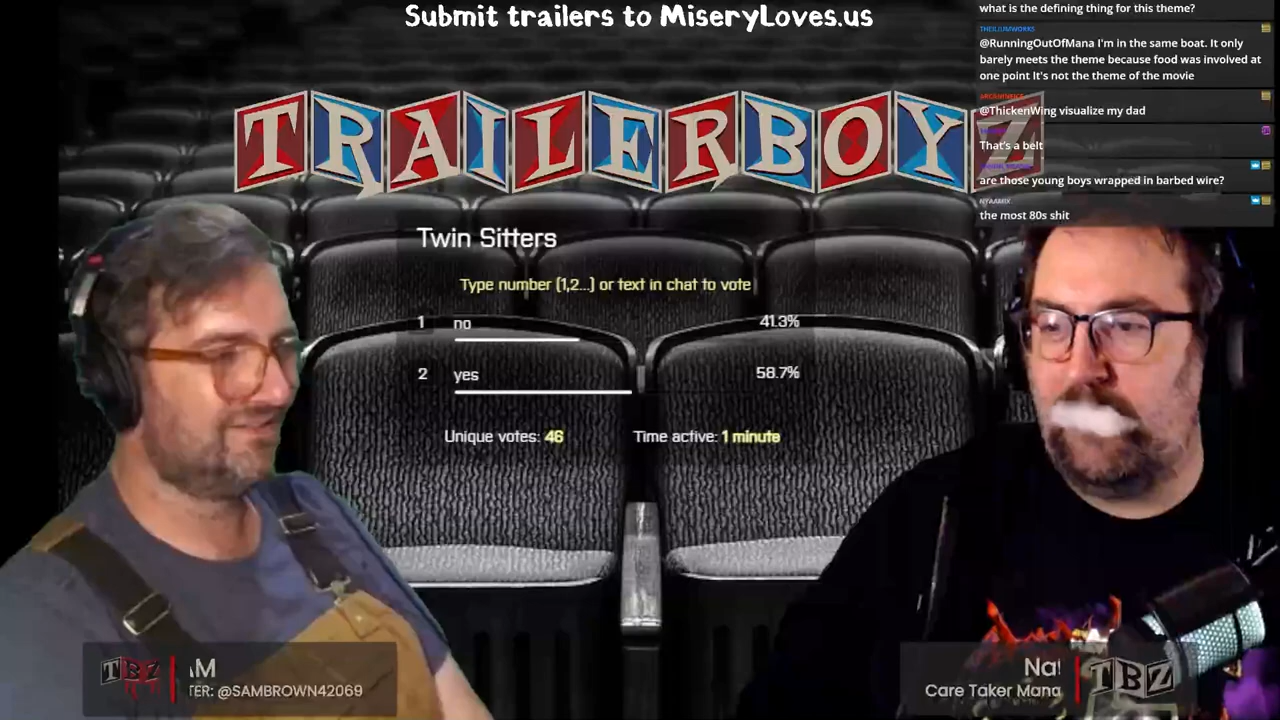 Submit trailers to MiseryLoves.us
what is the defining thing for this theme?
THEILIUMWORKS
@RunningOutOfMana I'm in the same boat. It only
barely meets the theme because food was involved at
one point It's not the theme of the movie
@ThickenWing visualize my dad
That's a belt
are those young boys wrapped in barbed wire?
NYAAMIX
the most 80s shit
TRAILERBOYZ
Twin Sitters
Type number (1,2...) or text in chat to vote
1 no 41.3%
2 yes 58.7%
Unique votes: 46 Time active: 1 minute
TBZ
AM
TER: @SAMBROWN42069
Na
Care Taker Mana
TBZ